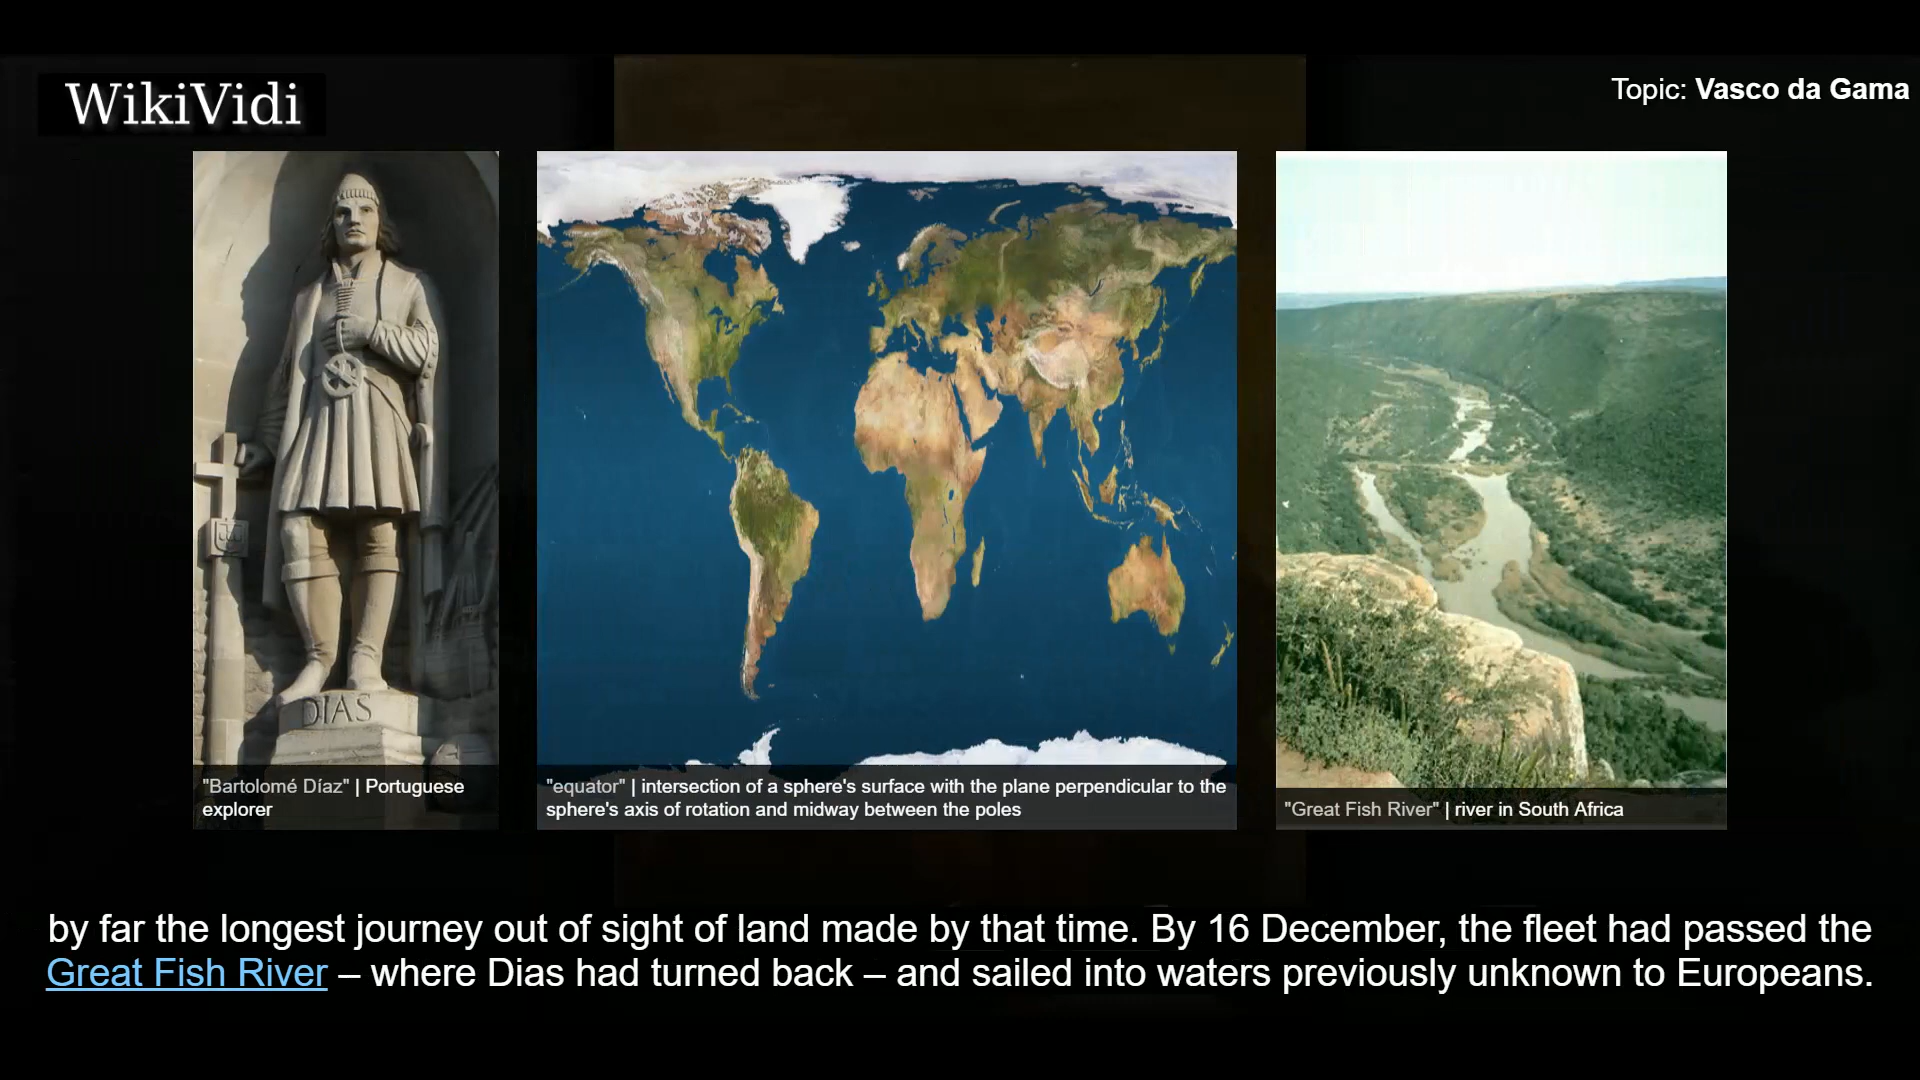 WikiVidi
Topic: Vasco da Gama
DIAS
"Bartolomé Díaz" | Portuguese
explorer
"equator" | intersection of a sphere's surface with the plane perpendicular to the
sphere's axis of rotation and midway between the poles
"Great Fish River" | river in South Africa
by far the longest journey out of sight of land made by that time. By 16 December, the fleet had passed the
Great Fish River – where Dias had turned back – and sailed into waters previously unknown to Europeans.